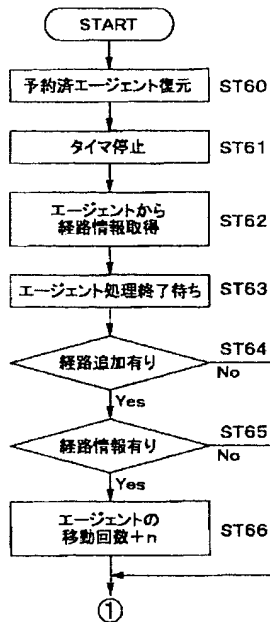 START
予約済エージェント復元 ST60
タイマ停止 ST61
エージェントから
経路情報取得 ST62
エージェント処理終了待ち ST63
経路追加有り ST64
No
Yes
経路情報有り ST65
No
Yes
エージェントの
移動回数+n ST66
①